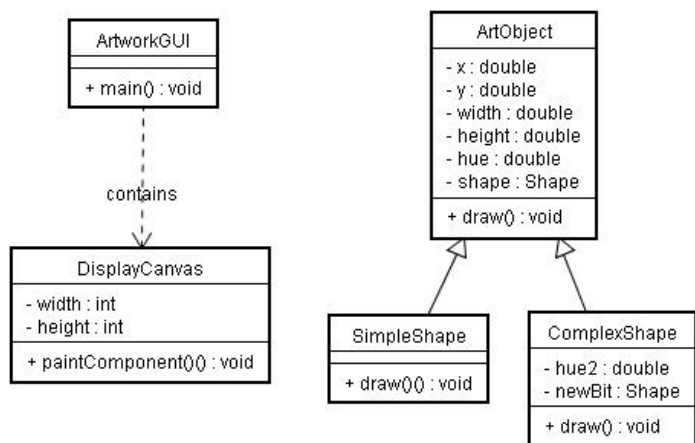 ArtworkGUI
+ main() : void
contains
DisplayCanvas
- width : int
- height : int
+ paintComponent()() : void
ArtObject
- x : double
- y : double
- width : double
- height : double
- hue : double
- shape : Shape
+ draw() : void
SimpleShape
+ draw()() : void
ComplexShape
- hue2 : double
- newBit : Shape
+ draw() : void